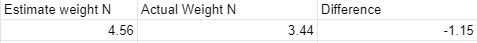 Estimate weight N Actual Weight N Difference
4.56 3.44 -1.15